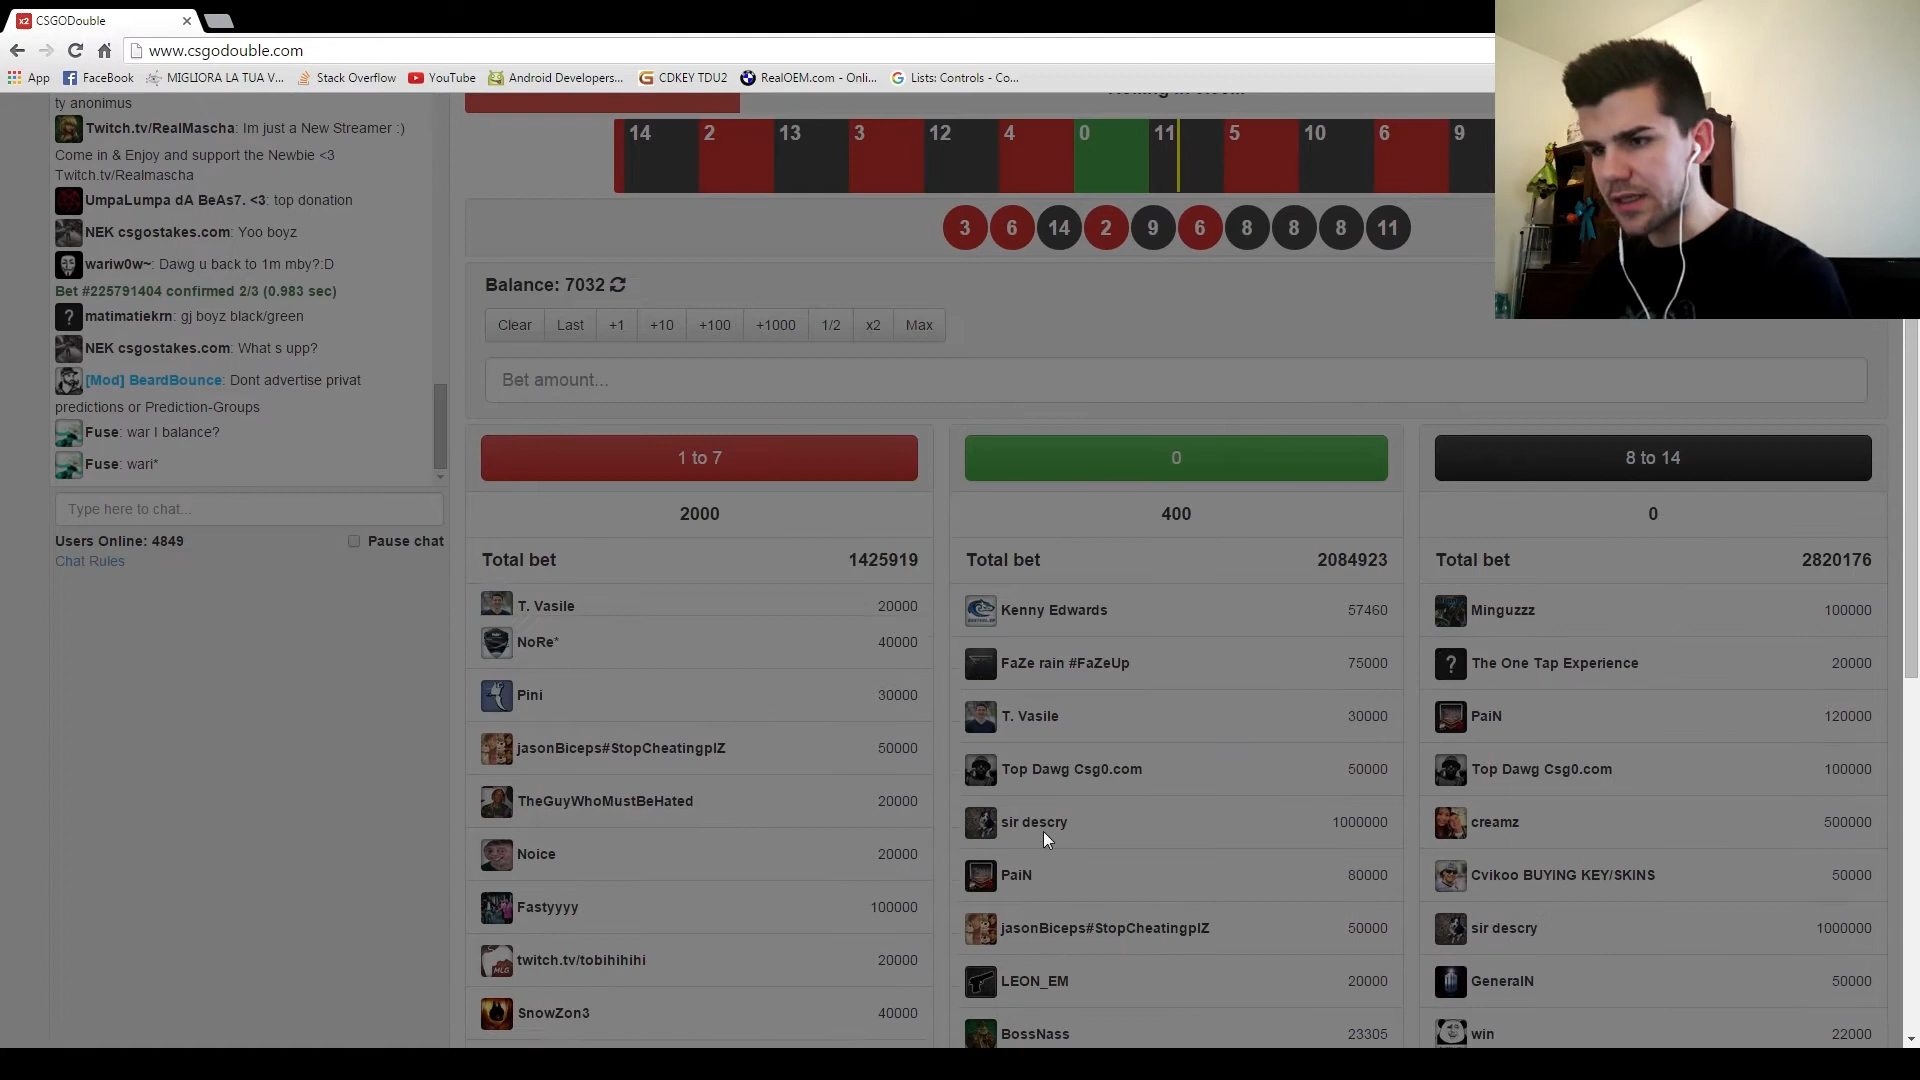 CSGODouble
www.csgodouble.com
App FaceBook MIGLIORA LA TUA V... Stack Overflow YouTube Android Developers... CDKEY TDU2 RealOEM.com - Onli... Lists: Controls - Co...
ty anonimus
Twitch.tv/RealMascha: Im just a New Streamer :)
Come in & Enjoy and support the Newbie <3
Twitch.tv/Realmascha
UmpaLumpa dA BeAs7. <3: top donation
NEK csgostakes.com: Yoo boyz
wariw0w~: Dawg u back to 1m mby?:D
Bet #225791404 confirmed 2/3 (0.983 sec)
matimatiekrn: gj boyz black/green
NEK csgostakes.com: What s upp?
[Mod] BeardBounce: Dont advertise privat
predictions or Prediction-Groups
Fuse: war I balance?
Fuse: wari*
Type here to chat...
Users Online: 4849 Pause chat
Chat Rules
14 2 13 3 12 4 0 11 5 10 6 9
3 6 14 2 9 6 8 8 8 11
Balance: 7032
Clear Last +1 +10 +100 +1000 1/2 x2 Max
Bet amount...
1 to 7
2000
Total bet 1425919
T. Vasile 20000
NoRe* 40000
Pini 30000
jasonBiceps#StopCheatingplZ 50000
TheGuyWhoMustBeHated 20000
Noice 20000
Fastyyyy 100000
twitch.tv/tobihihihi 20000
SnowZon3 40000
0
400
Total bet 2084923
Kenny Edwards 57460
FaZe rain #FaZeUp 75000
T. Vasile 30000
Top Dawg Csg0.com 50000
sir descry 1000000
PaiN 80000
jasonBiceps#StopCheatingplZ 50000
LEON_EM 20000
BossNass 23305
8 to 14
0
Total bet 2820176
Minguzzz 100000
The One Tap Experience 20000
PaiN 120000
Top Dawg Csg0.com 100000
creamz 500000
Cvikoo BUYING KEY/SKINS 50000
sir descry 1000000
GeneralN 50000
win 22000